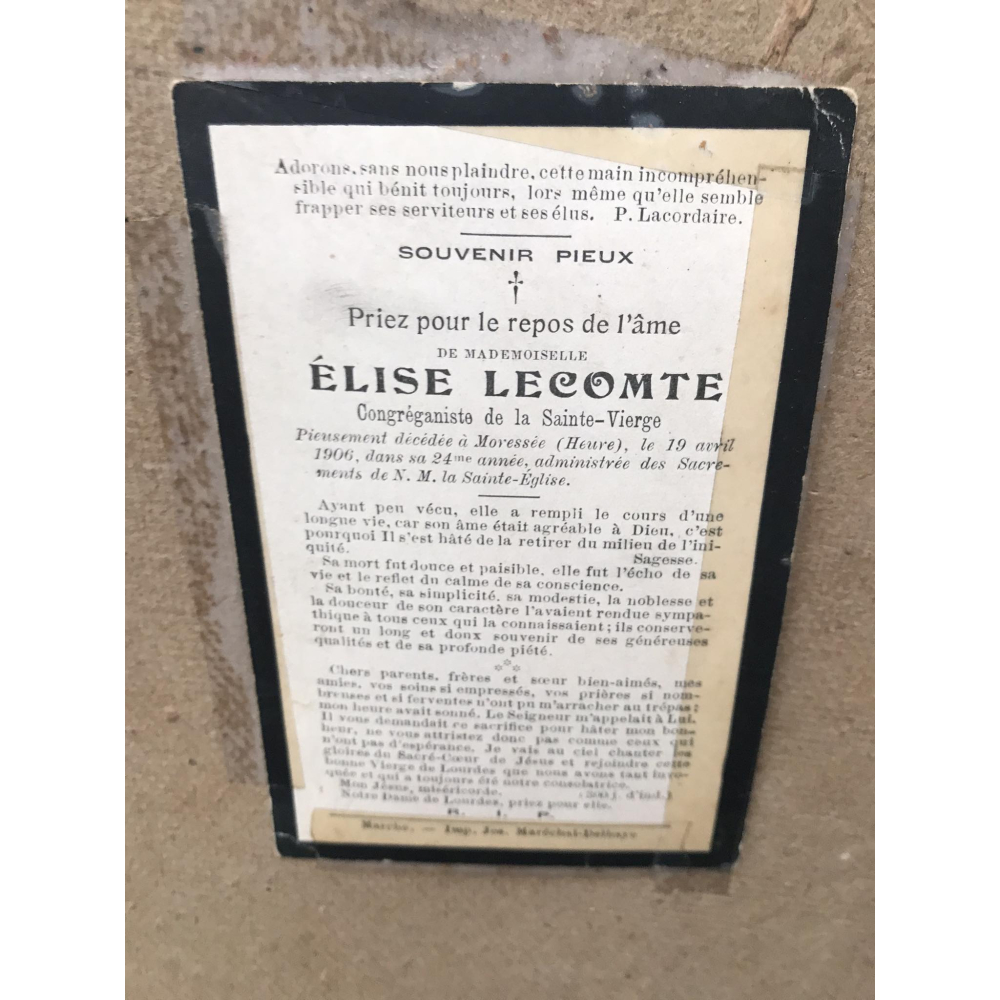 Adorons, sans nous plaindre, cette main incompréhen-
sible qui bénit toujours, lors même qu'elle semble
frapper ses serviteurs et ses élus. P. Lacordaire.
SOUVENIR PIEUX
†
Priez pour le repos de l'âme
DE MADEMOISELLE
ÉLISE LECOMTE
Congréganiste de la Sainte-Vierge
Pieusement décédée à Moressée (Heure), le 19 avril
1906, dans sa 24me année, administrée des Sacre-
ments de N. M. la Sainte-Église.
Ayant peu vécu, elle a rempli le cours d'une
longue vie, car son âme était agréable à Dieu, c'est
pourquoi Il s'est hâté de la retirer du milieu de l'ini-
quité. Sagesse.
Sa mort fut douce et paisible, elle fut l'écho de sa
vie et le reflet du calme de sa conscience.
Sa bonté, sa simplicité, sa modestie, la noblesse et
la douceur de son caractère l'avaient rendue sympa-
thique à tous ceux qui la connaissaient; ils conserve-
ront un long et doux souvenir de ses généreuses
qualités et de sa profonde piété.
Chers parents, frères et sœur bien-aimés, mes
amies, vos soins si empressés, vos prières si nom-
breuses et si ferventes n'ont pu m'arracher au trépas;
mon heure avait sonné. Le Seigneur m'appelait à Lui.
Il vous demandait ce sacrifice pour hâter mon bon-
heur, ne vous attristez donc pas comme ceux qui
n'ont pas d'espérance. Je vais au ciel chanter les
gloires du Sacré-Cœur de Jésus et rejoindre cette
bonne Vierge de Lourdes que nous avons tant invo-
quée et qui a toujours été notre consolatrice.
Mon Jésus, miséricorde. (300 j. d'ind.)
Notre Dame de Lourdes, priez pour elle.
R. I. P.
Marche. — Imp. Jos. Maréchal-Delhaye